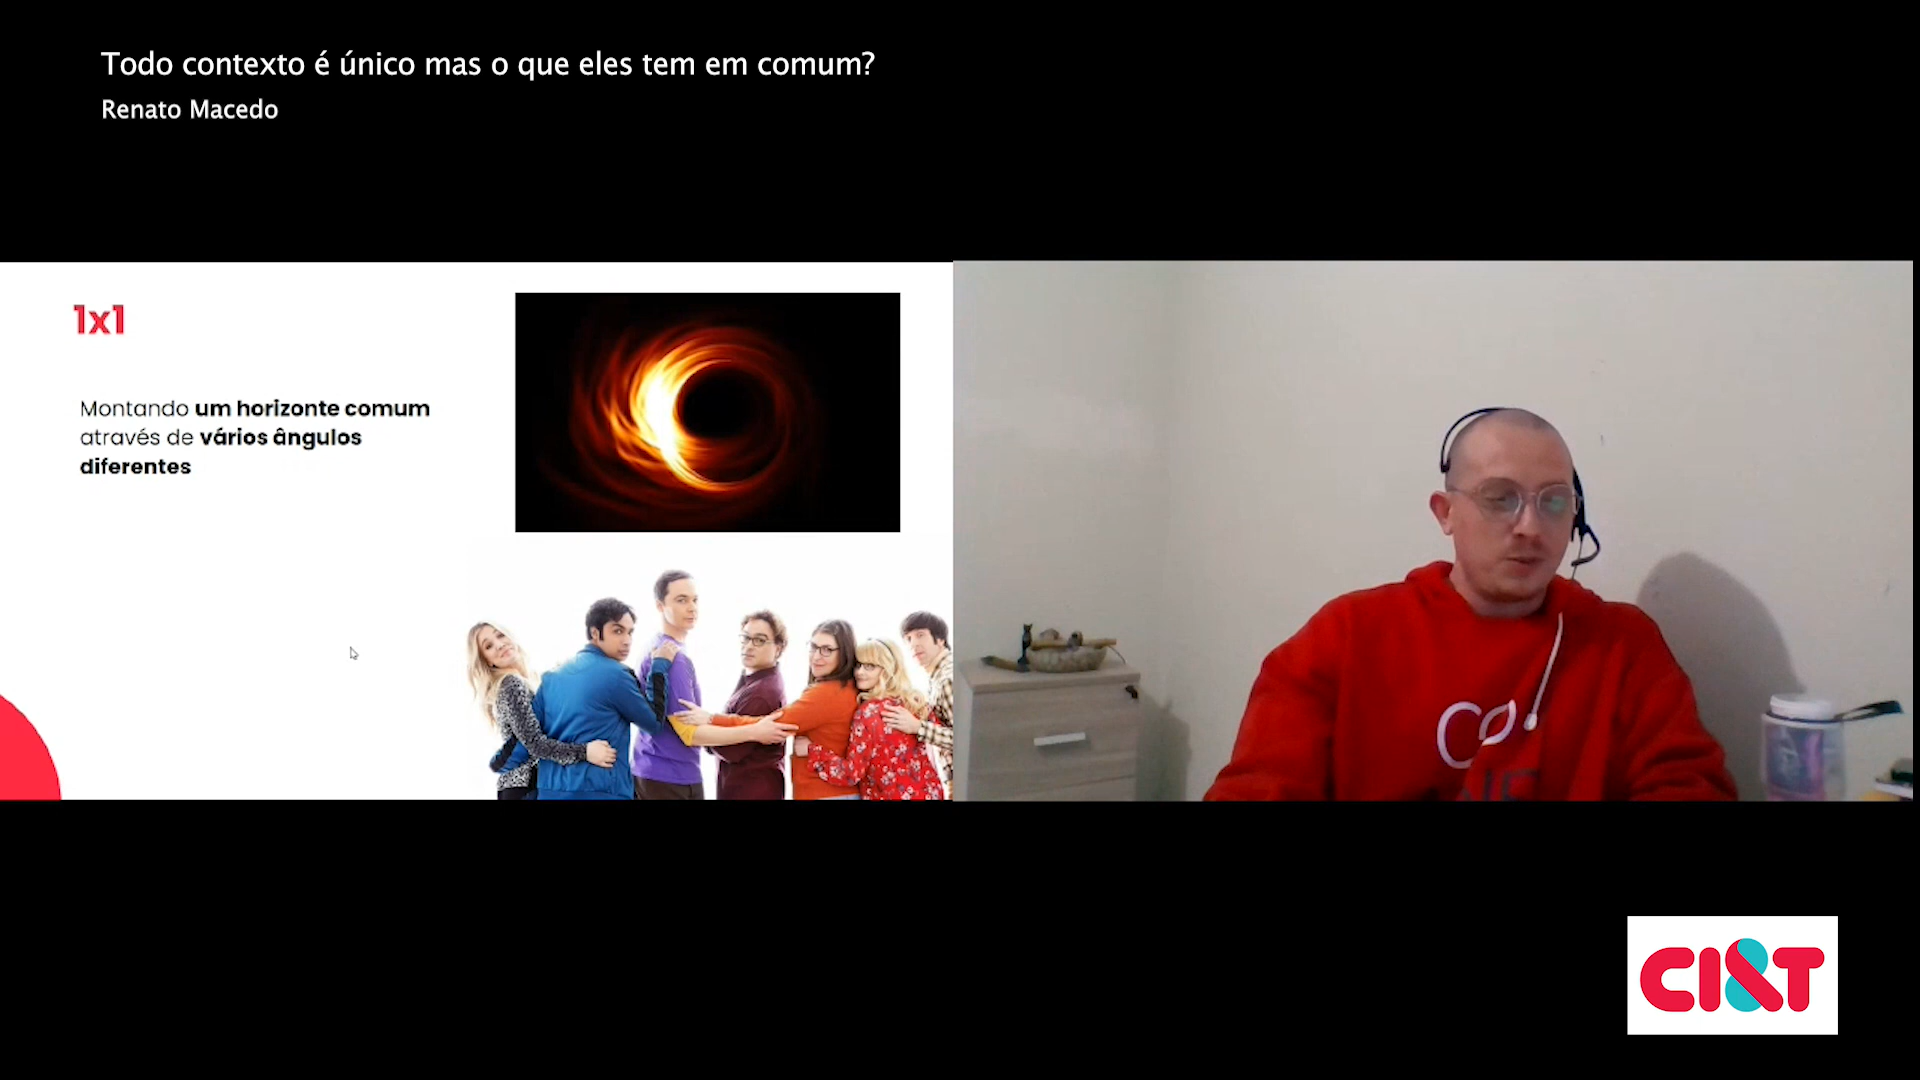 Todo contexto é único mas o que eles tem em comum?
Renato Macedo
1x1
Montando um horizonte comum
através de vários ângulos
diferentes
CI&T